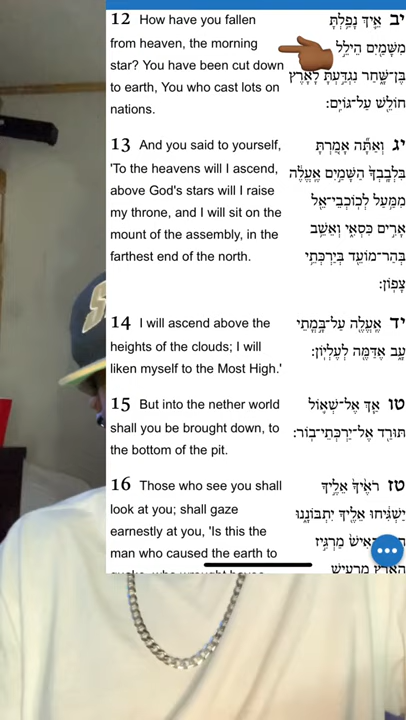 12 How have you fallen
from heaven, the morning
star? You have been cut down
to earth, You who cast lots on
nations.
יב אֵ֛יךְ נָפַ֥לְתָּ
מִשָּׁמַ֖יִם הֵילֵ֣ל
בֶּן־שָׁ֑חַר נִגְדַּ֣עְתָּ לָאָ֔רֶץ
חוֹלֵ֖שׁ עַל־גּוֹיִֽם:
13 And you said to yourself,
'To the heavens will I ascend,
above God's stars will I raise
my throne, and I will sit on the
mount of the assembly, in the
farthest end of the north.
יג וְאַתָּ֞ה אָמַ֤רְתָּ
בִלְבָבְךָ֙ הַשָּׁמַ֣יִם אֶֽעֱלֶ֔ה
מִמַּ֥עַל לְכֽוֹכְבֵי־אֵ֖ל
אָרִ֣ים כִּסְאִ֑י וְאֵשֵׁ֥ב
בְּהַר־מוֹעֵ֖ד בְּיַרְכְּתֵ֥י
צָפֽוֹן:
14 I will ascend above the
heights of the clouds; I will
liken myself to the Most High.'
יד אֶעֱלֶ֖ה עַל־בָּ֣מֳתֵי
עָ֑ב אֶדַּמֶּ֖ה לְעֶלְיֽוֹן:
15 But into the nether world
shall you be brought down, to
the bottom of the pit.
טו אַ֧ךְ אֶל־שְׁא֛וֹל
תּוּרָ֖ד אֶל־יַרְכְּתֵי־בֽוֹר:
16 Those who see you shall
look at you; shall gaze
earnestly at you, 'Is this the
man who caused the earth to
טז רֹאֶ֙יךָ֙ אֵלֶ֣יךָ
יַשְׁגִּ֔יחוּ אֵלֶ֖יךָ יִתְבּוֹנָ֑נוּ
מַרְגִּ֣יז
הָאָ֔רֶץ מַרְעִ֖ישׁ